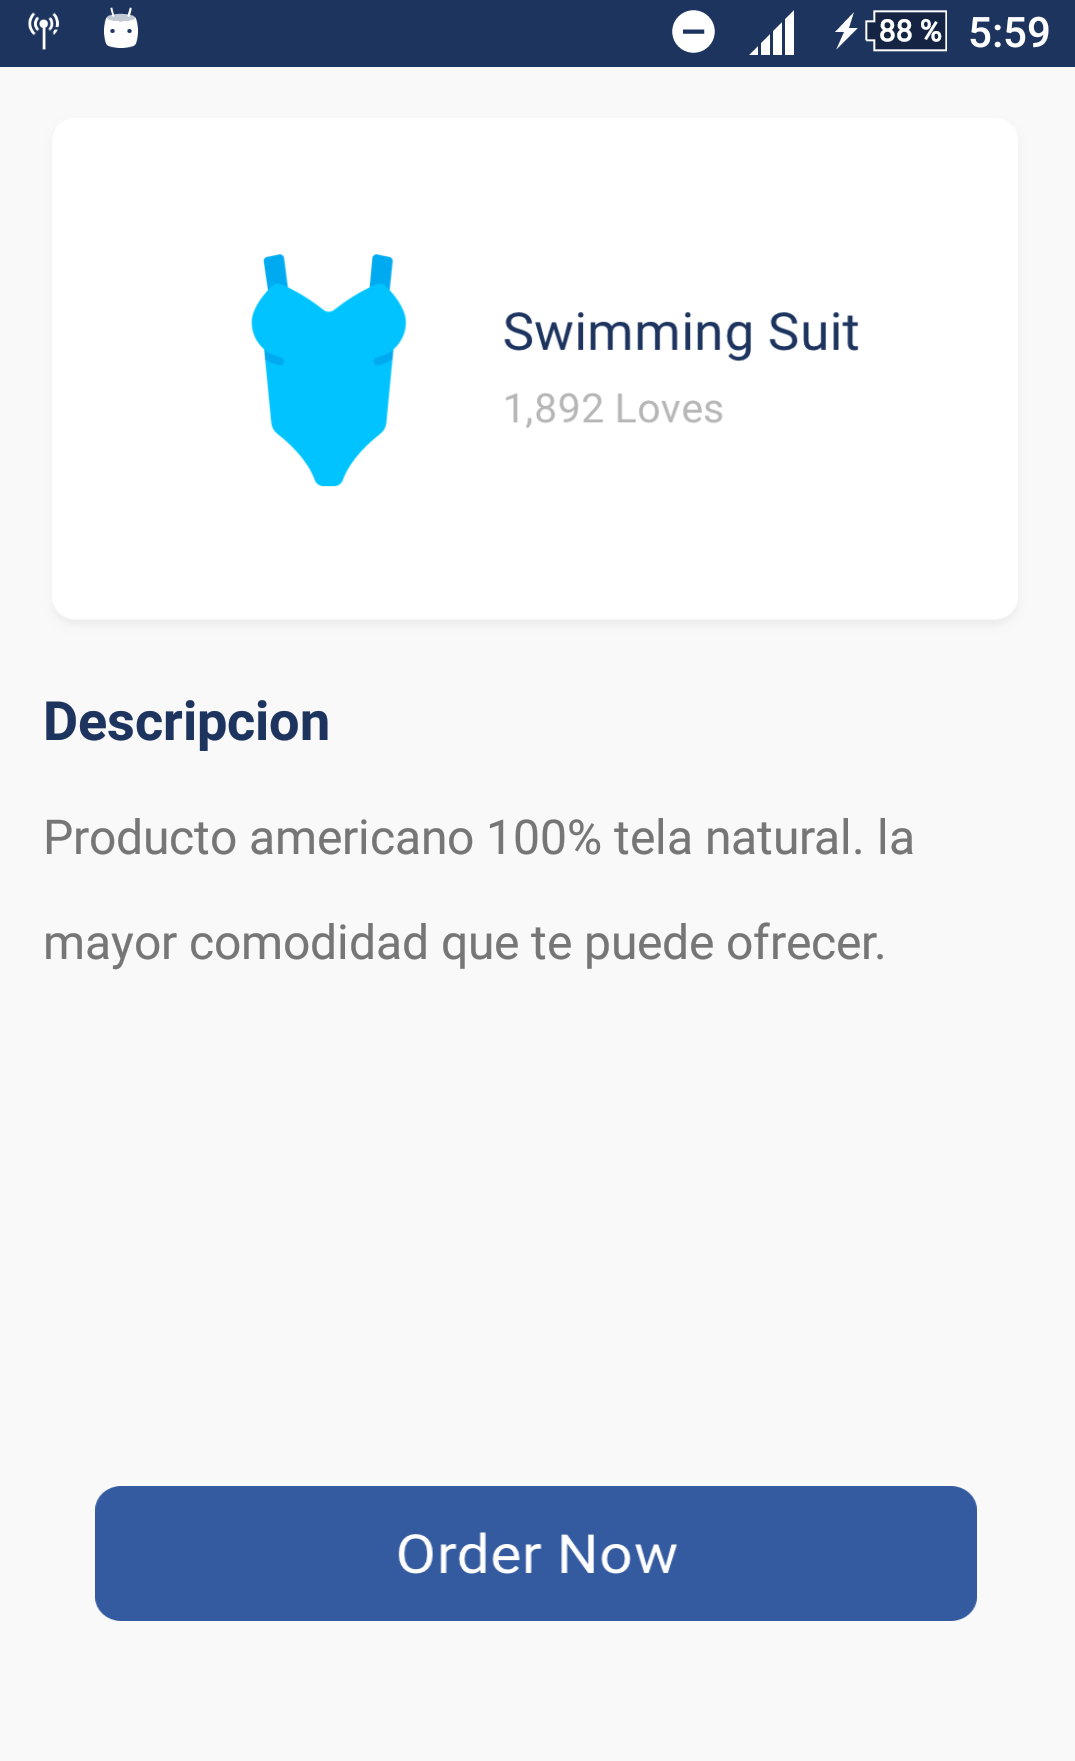 88 % 5:59
Swimming Suit
1,892 Loves
Descripcion
Producto americano 100% tela natural. la
mayor comodidad que te puede ofrecer.
Order Now